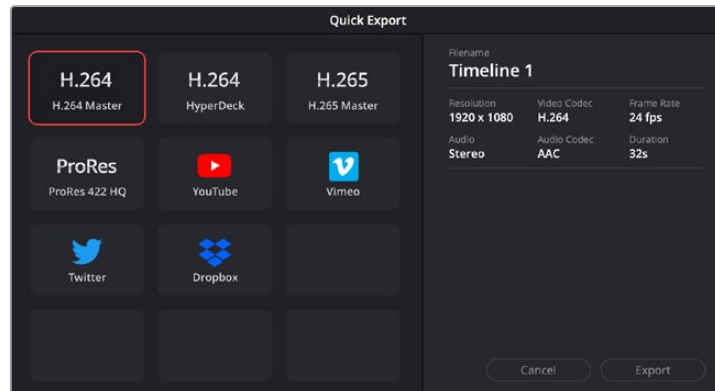 Quick Export
H.264
H.264 Master
H.264
HyperDeck
H.265
H.265 Master
ProRes
ProRes 422 HQ
YouTube
Vimeo
Twitter
Dropbox
Filename
Timeline 1
Resolution Video Codec Frame Rate
1920 x 1080 H.264 24 fps
Audio Audio Codec Duration
Stereo AAC 32s
Cancel Export